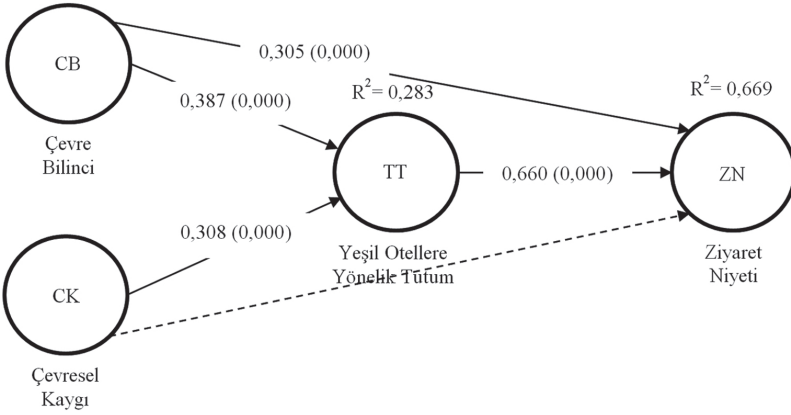 CB
Çevre
Bilinci
0,305 (0,000)
0,387 (0,000)
R²= 0,283
TT
Yeşil Otellere
Yönelik Tutum
0,660 (0,000)
R²= 0,669
ZN
Ziyaret
Niyeti
0,308 (0,000)
CK
Çevresel
Kaygı